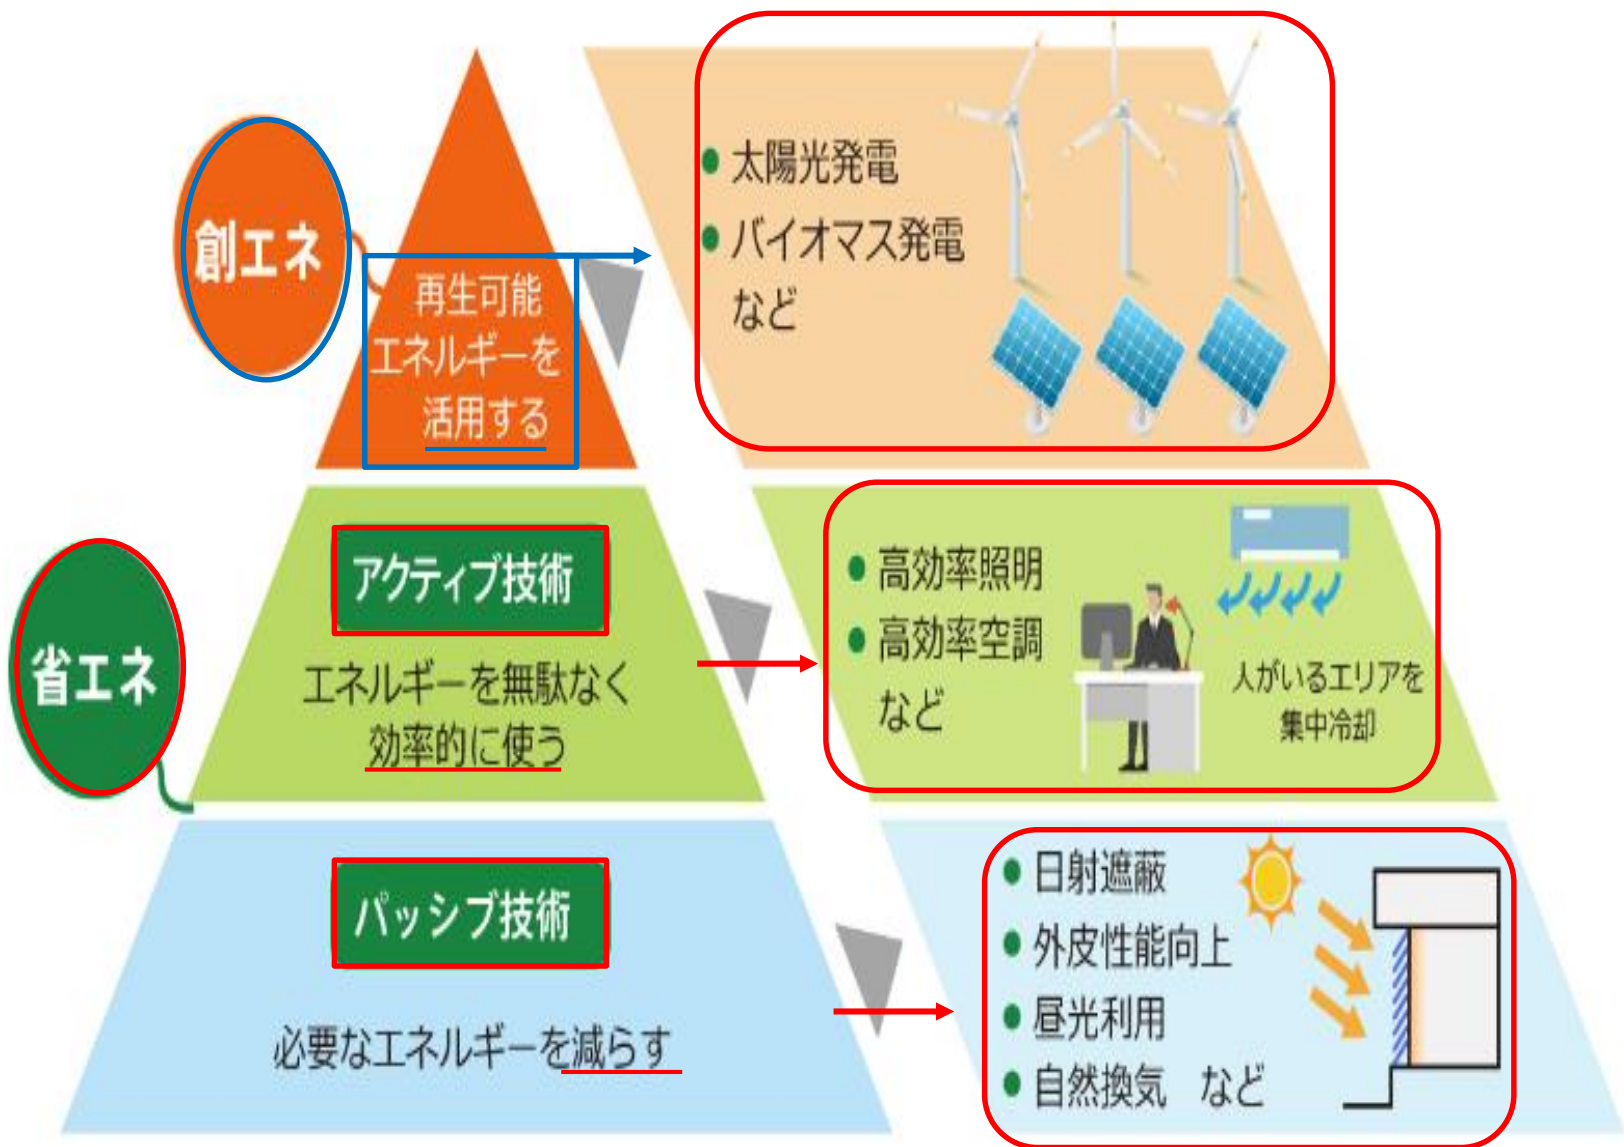 創エネ
再生可能
エネルギーを
活用する
太陽光発電
バイオマス発電
など
省エネ
アクティブ技術
エネルギーを無駄なく
効率的に使う
高効率照明
高効率空調
など
人がいるエリアを
集中冷却
パッシブ技術
必要なエネルギーを減らす
日射遮蔽
外皮性能向上
昼光利用
自然換気　など